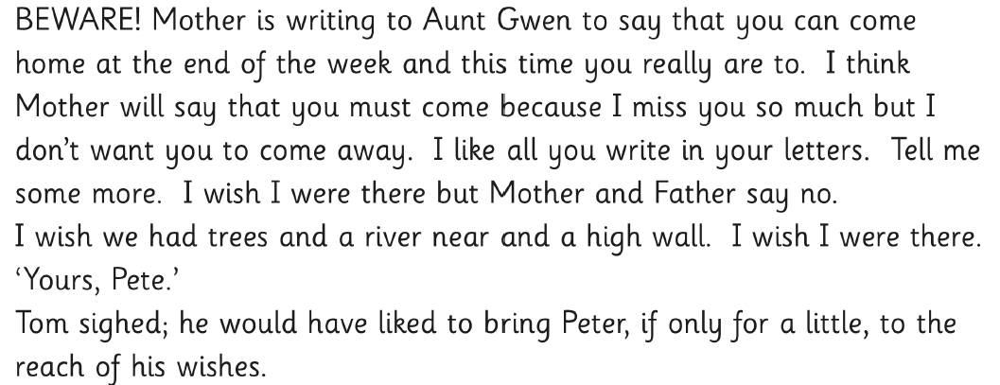 BEWARE! Mother is writing to Aunt Gwen to say that you can come
home at the end of the week and this time you really are to.  I think
Mother will say that you must come because I miss you so much but I
don’t want you to come away.  I like all you write in your letters.  Tell me
some more.  I wish I were there but Mother and Father say no.
I wish we had trees and a river near and a high wall.  I wish I were there.
‘Yours, Pete.’
Tom sighed; he would have liked to bring Peter, if only for a little, to the
reach of his wishes.